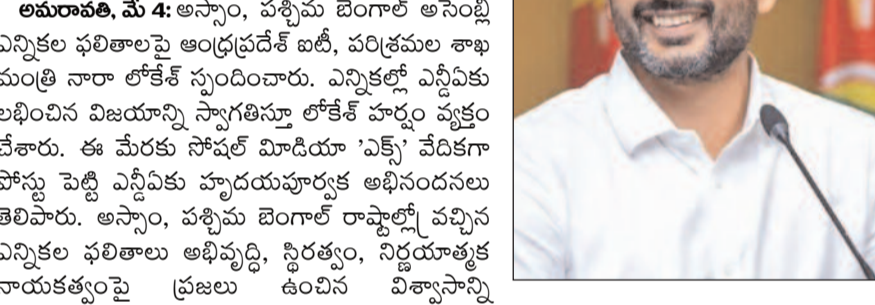 అమరావతి, మే 4: అస్సాం, పశ్చిమ బెంగాల్ అసెంబ్లీ
ఎన్నికల ఫలితాలపై ఆంధ్రప్రదేశ్ ఐటీ, పరిశ్రమల శాఖ
మంత్రి నారా లోకేశ్ స్పందించారు. ఎన్నికల్లో ఎన్డీఏకు
లభించిన విజయాన్ని స్వాగతిస్తూ లోకేశ్ హర్షం వ్యక్తం
చేశారు. ఈ మేరకు సోషల్ మీడియా 'ఎక్స్' వేదికగా
పోస్టు పెట్టి ఎన్డీఏకు హృదయపూర్వక అభినందనలు
తెలిపారు. అస్సాం, పశ్చిమ బెంగాల్ రాష్ట్రాల్లో వచ్చిన
ఎన్నికల ఫలితాలు అభివృద్ధి, స్థిరత్వం, నిర్ణయాత్మక
నాయకత్వంపై ప్రజలు ఉంచిన విశ్వాసాన్ని